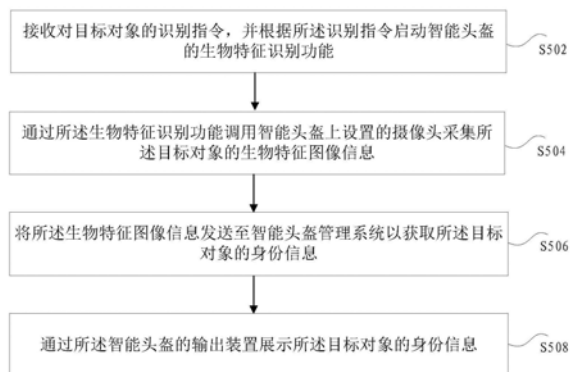 接收对目标对象的识别指令，并根据所述识别指令启动智能头盔
的生物特征识别功能
S502
通过所述生物特征识别功能调用智能头盔上设置的摄像头采集所
述目标对象的生物特征图像信息
S504
将所述生物特征图像信息发送至智能头盔管理系统以获取所述目标
对象的身份信息
S506
通过所述智能头盔的输出装置展示所述目标对象的身份信息
S508